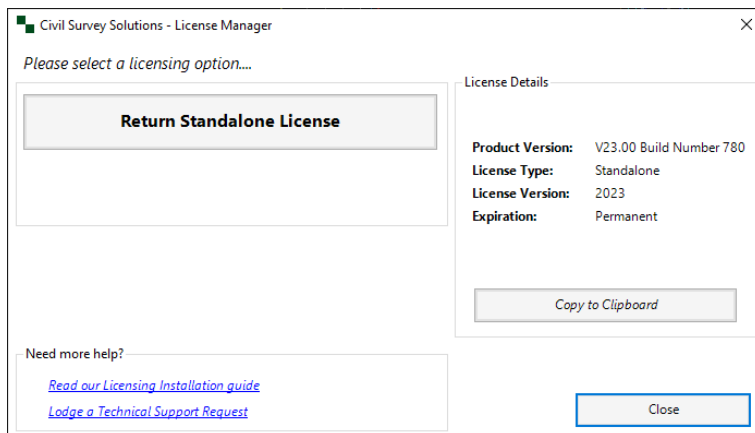 Civil Survey Solutions - License Manager
Please select a licensing option....
Return Standalone License
License Details
Product Version: V23.00 Build Number 780
License Type: Standalone
License Version: 2023
Expiration: Permanent
Copy to Clipboard
Need more help?
Read our Licensing Installation guide
Lodge a Technical Support Request
Close